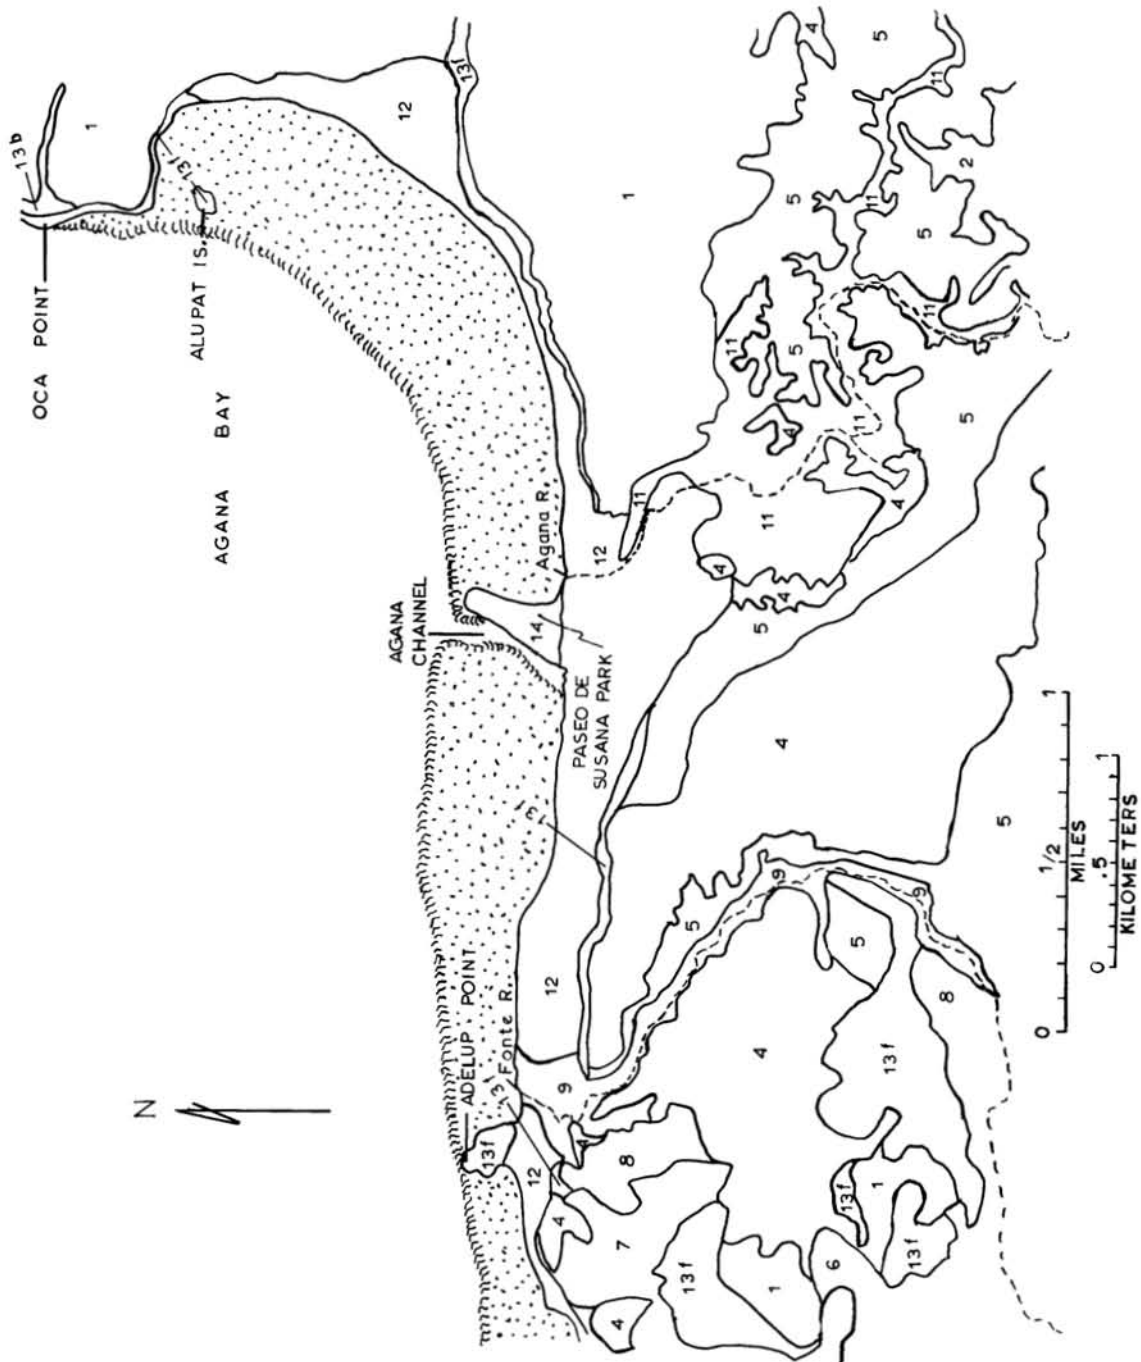 OCA POINT
13b
1
13f
ALUPAT IS.
AGANA BAY
12
13f
1
4
5
11
5
2
11
5
11
11
5
4
11
5
Agana R.
12
11
11
4
4
4
5
AGANA
CHANNEL
14
PASEO DE
SUSANA PARK
13f
4
5
ADELUP POINT
Fonte R.
12
5
9
9
5
8
9
4
13f
13f
12
4
4
8
7
13f
1
6
13f
1
13f
4
N
0 1/2 1
MILES
0 .5 1
KILOMETERS